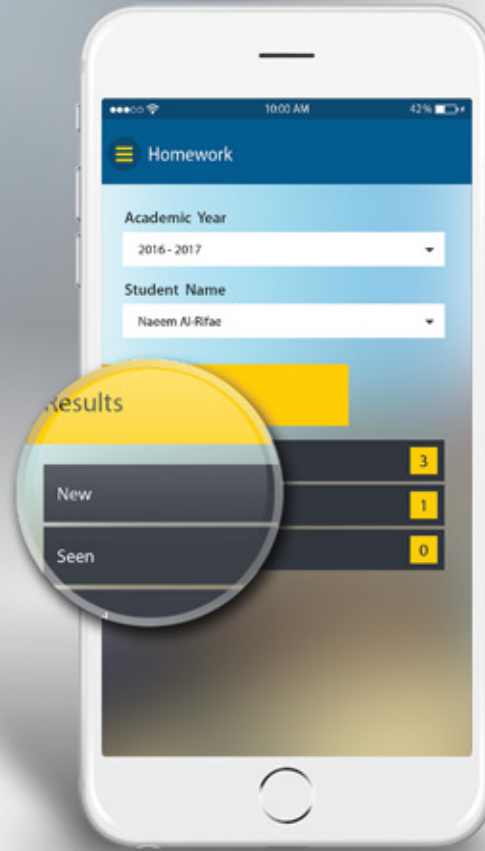 10:00 AM 42%
Homework
Academic Year
2016 - 2017
Student Name
Naeem Al-Rifae
Results
3
New
1
Seen
0